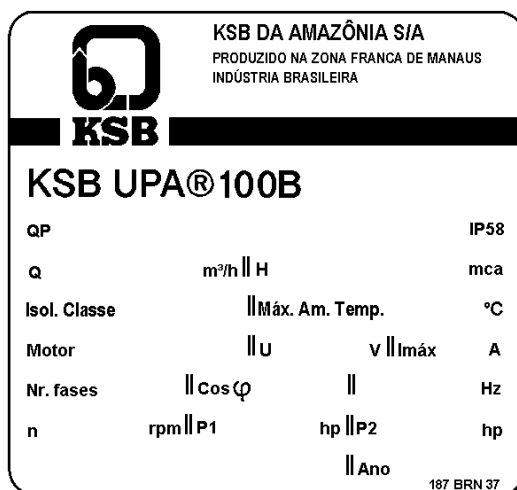 KSB DA AMAZÔNIA S/A
PRODUZIDO NA ZONA FRANCA DE MANAUS
INDÚSTRIA BRASILEIRA
KSB
KSB UPA®100B
QP IP58
Q m³/h H mca
Isol. Classe Máx. Am. Temp. °C
Motor U V Imáx A
Nr. fases Cos φ Hz
n rpm P1 hp P2 hp
Ano
187 BRN 37